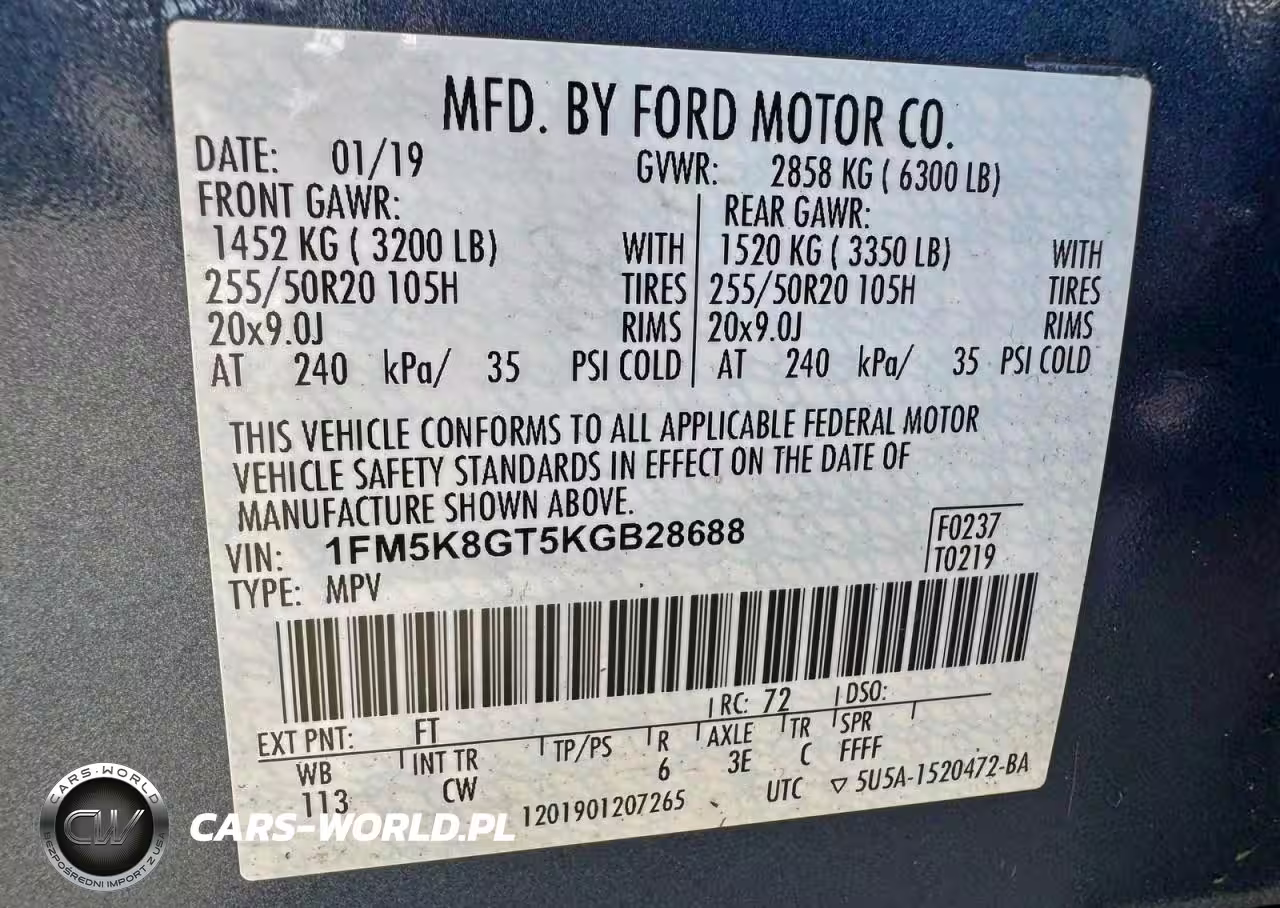 MFD. BY FORD MOTOR CO.
DATE: 01/19 GVWR: 2858 KG ( 6300 LB)
FRONT GAWR: REAR GAWR:
1452 KG ( 3200 LB) WITH 1520 KG ( 3350 LB) WITH
255/50R20 105H TIRES 255/50R20 105H TIRES
20x9.0J RIMS 20x9.0J RIMS
AT 240 kPa/ 35 PSI COLD AT 240 kPa/ 35 PSI COLD
THIS VEHICLE CONFORMS TO ALL APPLICABLE FEDERAL MOTOR
VEHICLE SAFETY STANDARDS IN EFFECT ON THE DATE OF
MANUFACTURE SHOWN ABOVE.
VIN: 1FM5K8GT5KGB28688 F0237
TYPE: MPV T0219
EXT PNT: FT RC: 72 DSO:
WB INT TR TP/PS R AXLE TR SPR
113 CW 6 3E C FFFF
1201901207265 UTC ▽ 5U5A-1520472-BA
CARS-WORLD
CW
BEZPOŚREDNI IMPORT Z USA
CARS-WORLD.PL